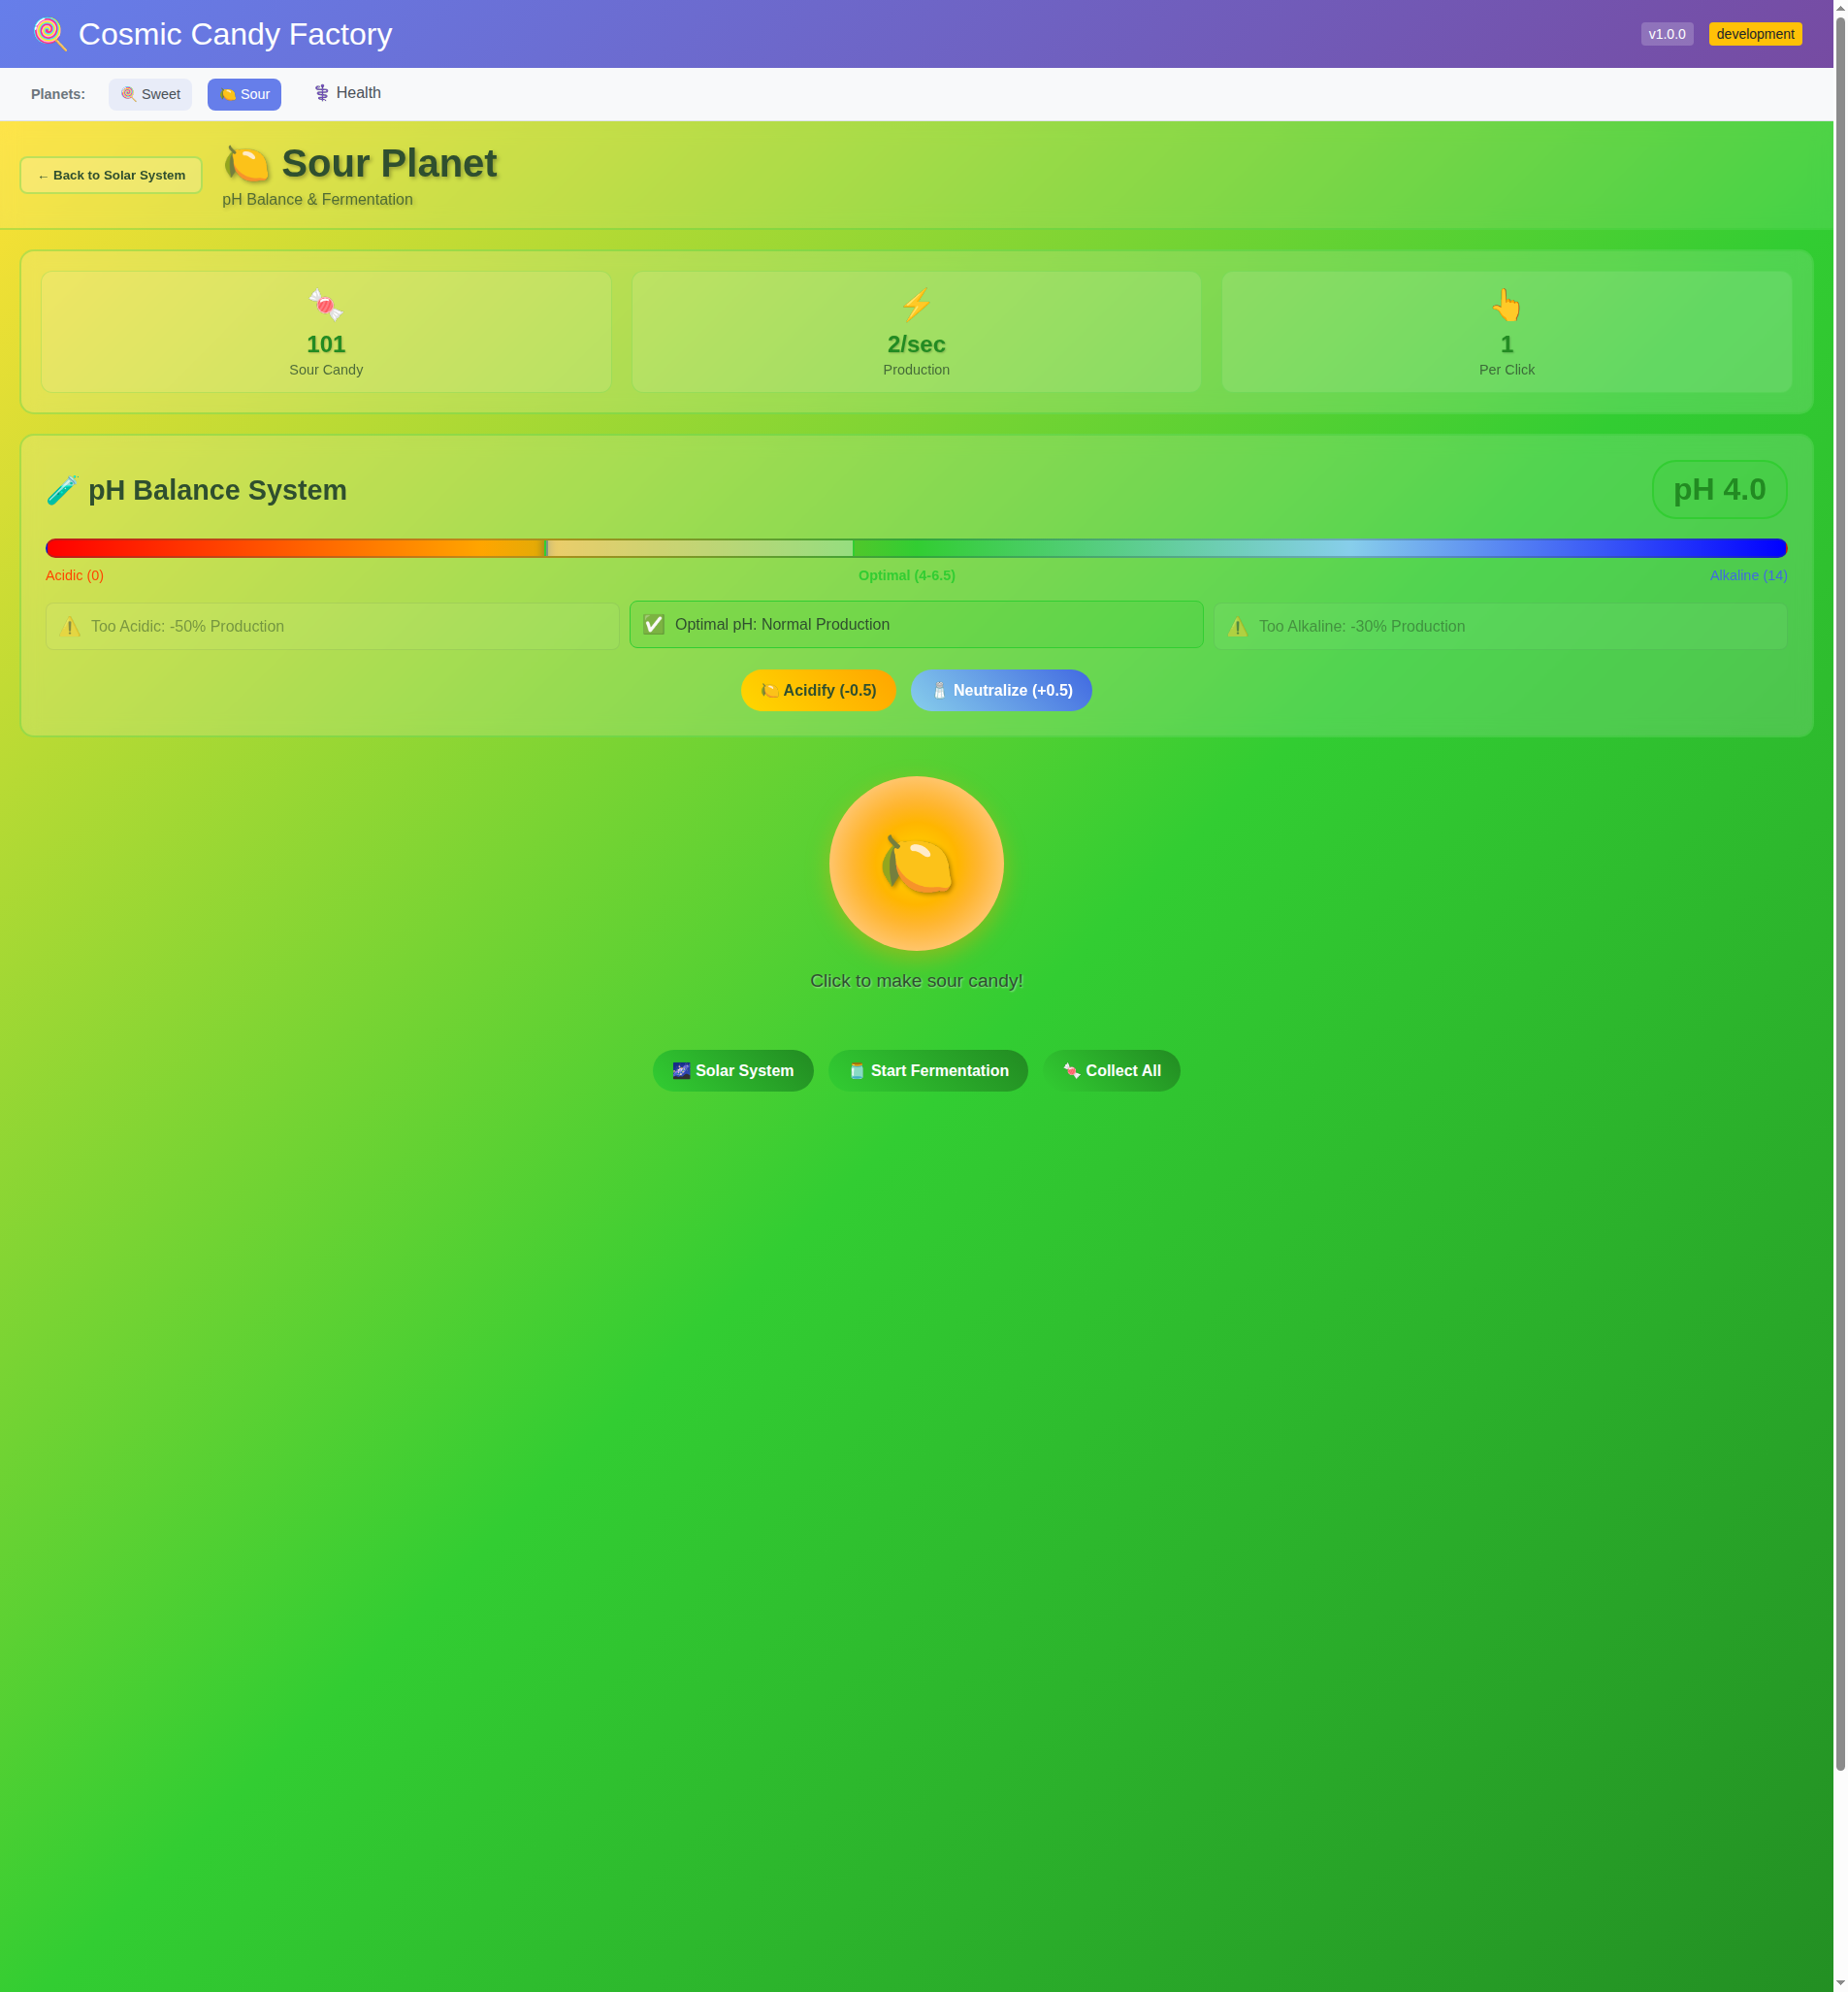 Cosmic Candy Factory
v1.0.0
development
Planets:
Sweet
Sour
Health
← Back to Solar System
Sour Planet
pH Balance & Fermentation
101
Sour Candy
2/sec
Production
1
Per Click
pH Balance System
pH 4.0
Acidic (0)
Optimal (4-6.5)
Alkaline (14)
Too Acidic: -50% Production
Optimal pH: Normal Production
Too Alkaline: -30% Production
Acidify (-0.5)
Neutralize (+0.5)
Click to make sour candy!
Solar System
Start Fermentation
Collect All